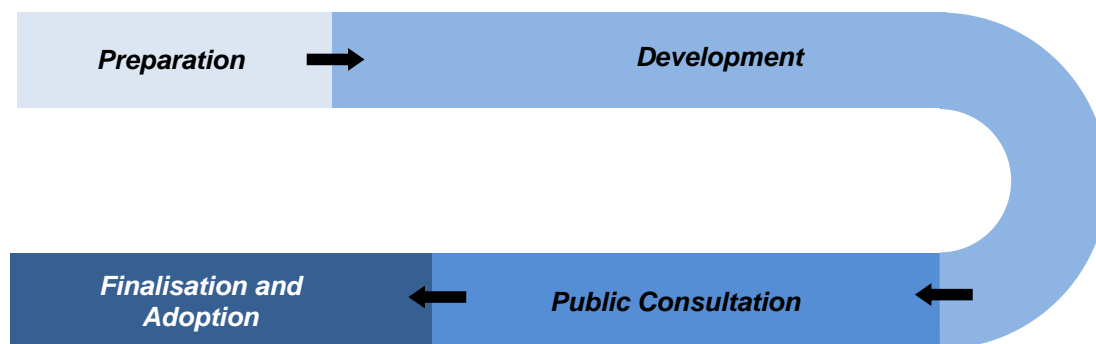 Preparation
Development
Public Consultation
Finalisation and
Adoption